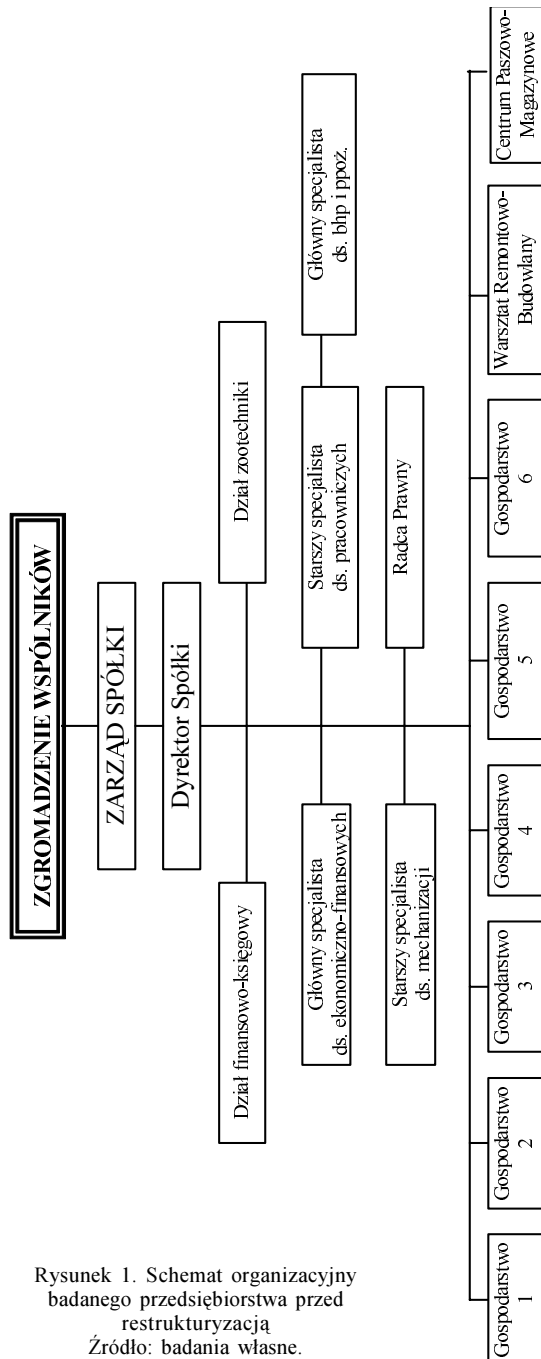 ZGROMADZENIE WSPÓLNIKÓW
ZARZĄD SPÓŁKI
Dyrektor Spółki
Dział finansowo-księgowy
Dział zootechniki
Główny specjalista
ds. ekonomiczno-finansowych
Starszy specjalista
ds. pracowniczych
Główny specjalista
ds. bhp i ppoż.
Starszy specjalista
ds. mechanizacji
Radca Prawny
Gospodarstwo
1
Gospodarstwo
2
Gospodarstwo
3
Gospodarstwo
4
Gospodarstwo
5
Gospodarstwo
6
Warsztat Remontowo-
Budowlany
Centrum Paszowo-
Magazynowe
Rysunek 1. Schemat organizacyjny
badanego przedsiębiorstwa przed
restrukturyzacją
Źródło: badania własne.